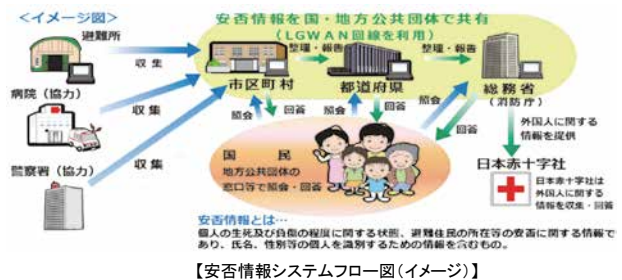 ＜イメージ図＞
安否情報を国・地方公共団体で共有
（LGWAN回線を利用）
避難所
収集
整理・報告
整理・報告
市区町村
都道府県
総務省
（消防庁）
病院（協力）
収集
照会
回答
照会
回答
照会
回答
外国人に関する
情報を提供
警察署（協力）
収集
国民
地方公共団体の
窓口等で照会・回答
日本赤十字社
日本赤十字社は
外国人に関する
情報を収集・回答
安否情報とは…
個人の生死及び負傷の程度に関する状態、避難住民の所在等の安否に関する情報で
あり、氏名、性別等の個人を識別するための情報を含むもの。
【安否情報システムフロー図（イメージ）】